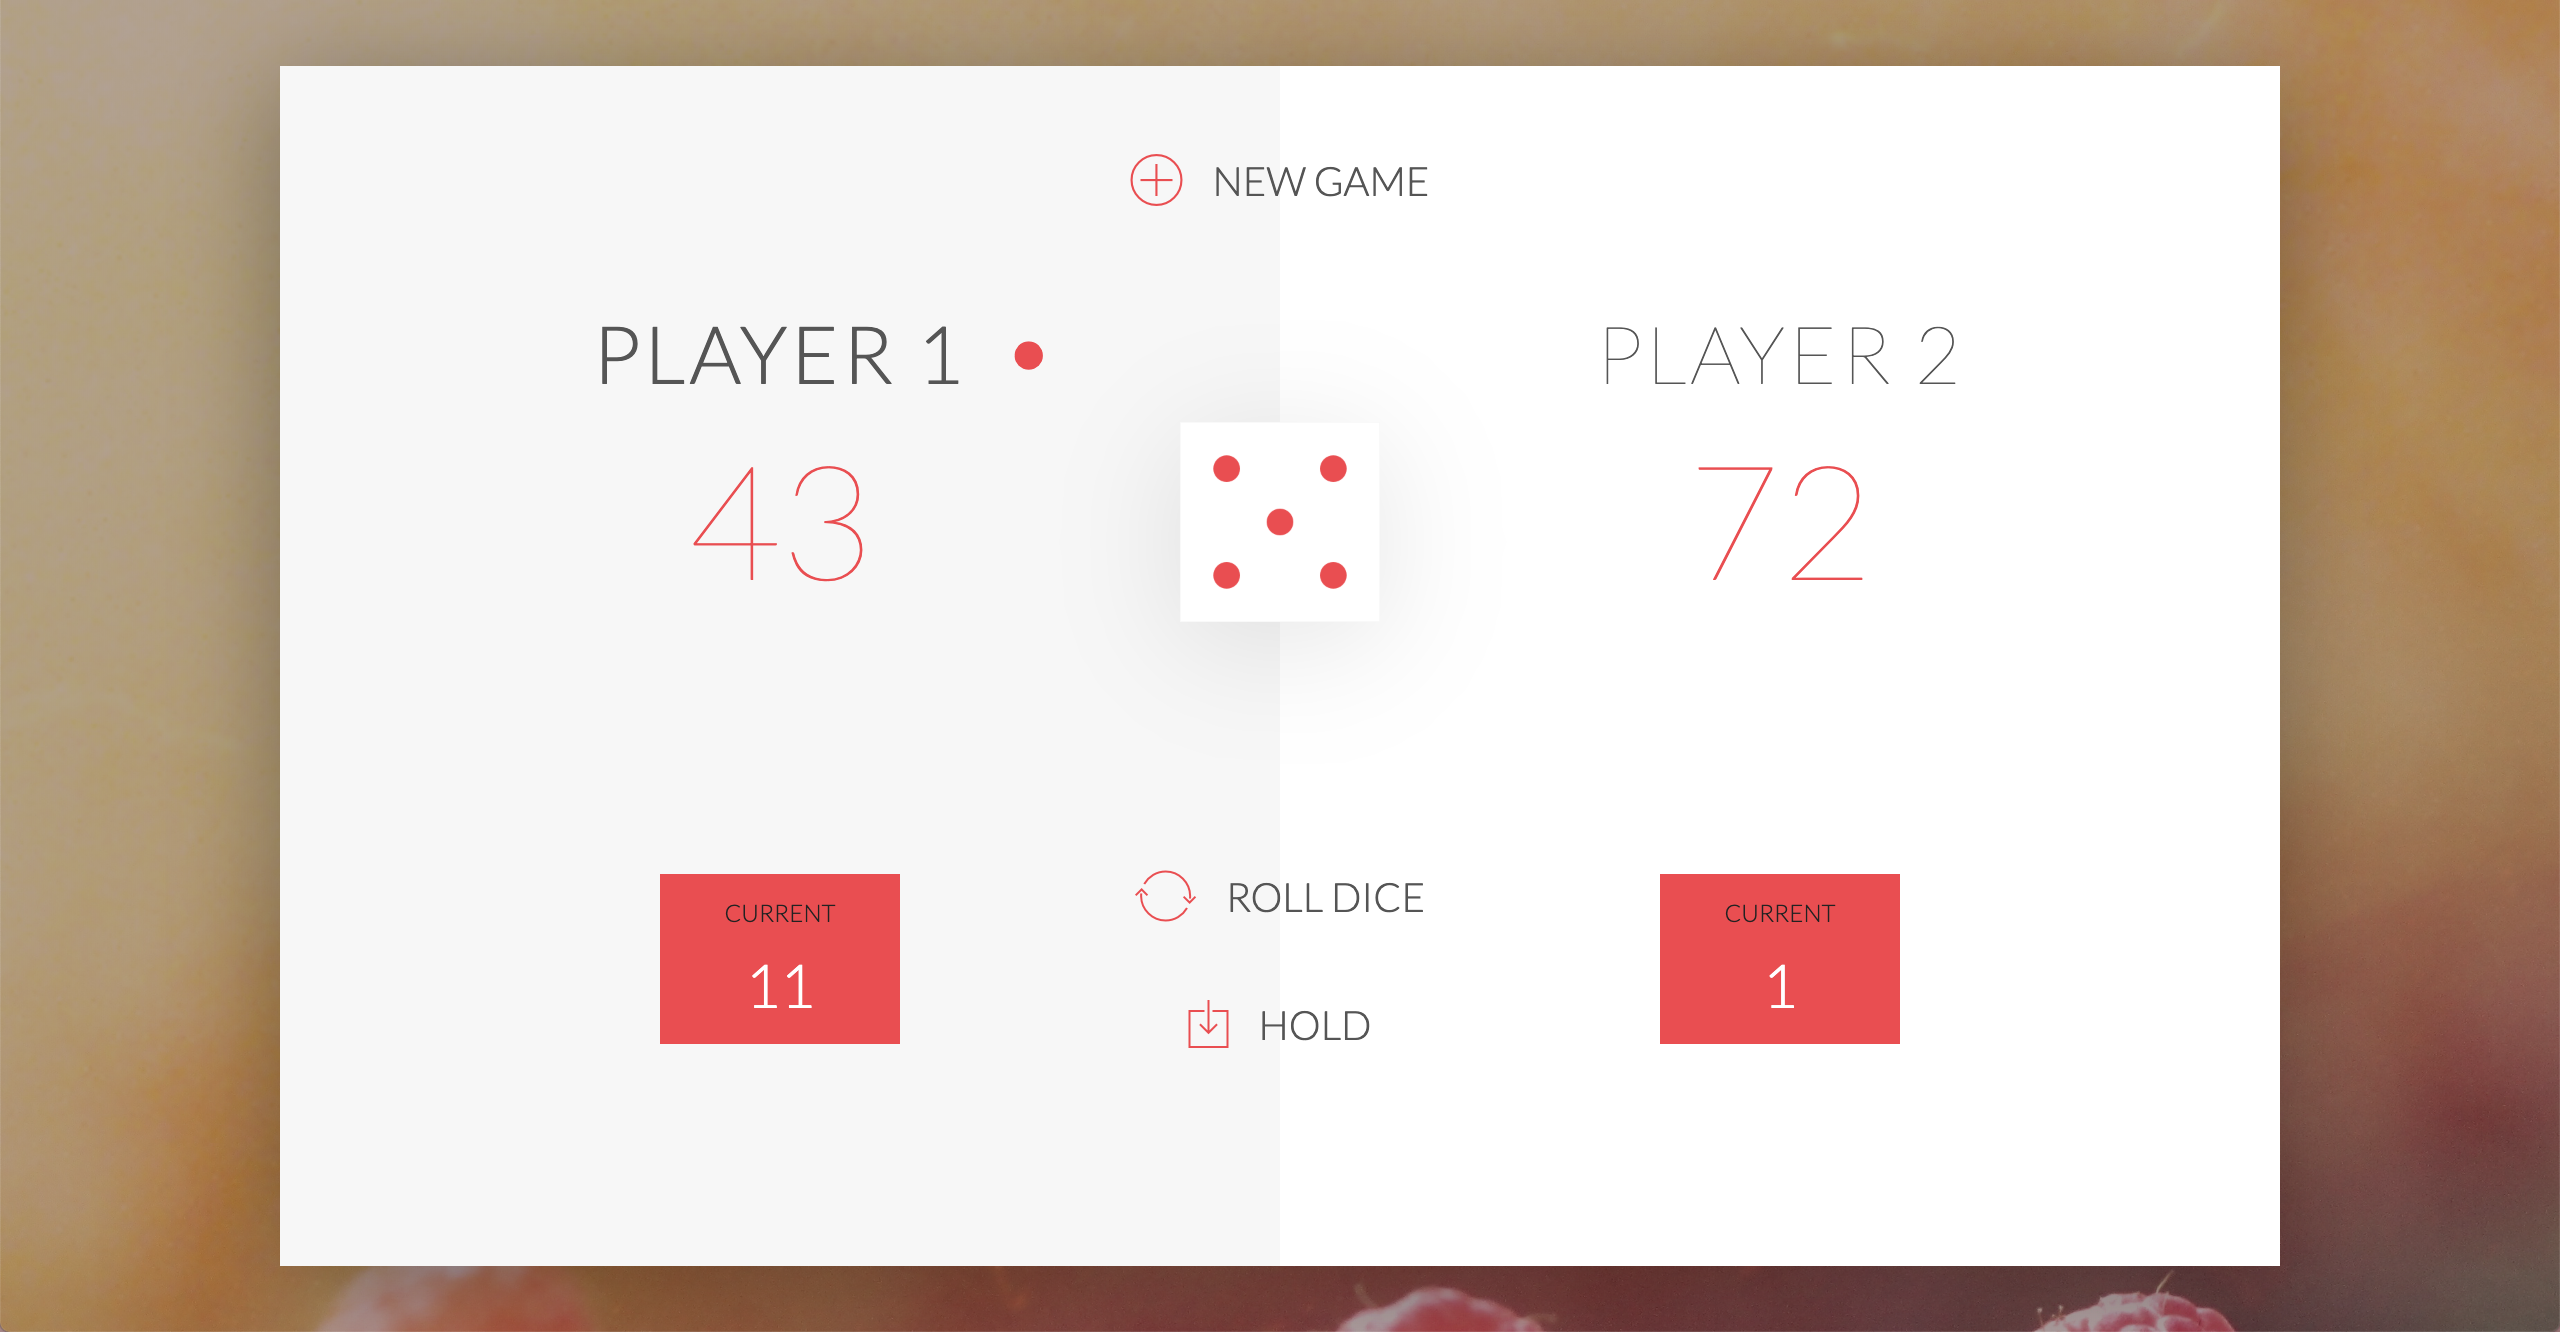 NEW GAME
PLAYER 1
43
PLAYER 2
72
CURRENT
11
ROLL DICE
HOLD
CURRENT
1